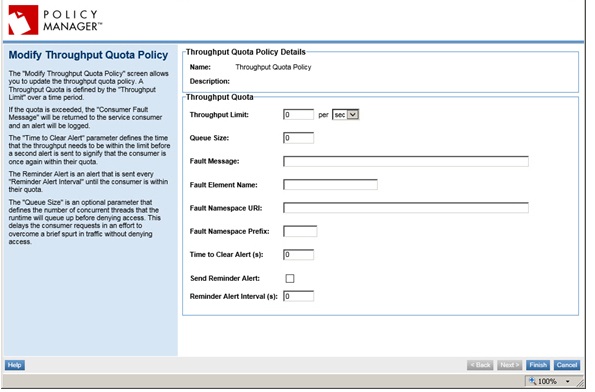 POLICY
MANAGER™
Modify Throughput Quota Policy
The "Modify Throughput Quota Policy" screen allows
you to update the throughput quota policy. A
Throughput Quota is defined by the "Throughput
Limit" over a time period.
If the quota is exceeded, the "Consumer Fault
Message" will be returned to the service consumer
and an alert will be logged.
The "Time to Clear Alert" parameter defines the time
that the throughput needs to be within the limit before
a second alert is sent to signify that the consumer is
once again within their quota.
The Reminder Alert is an alert that is sent every
"Reminder Alert Interval" until the consumer is within
their quota.
The "Queue Size" is an optional parameter that
defines the number of concurrent threads that the
runtime will queue up before denying access. This
delays the consumer requests in an effort to
overcome a brief spurt in traffic without denying
access.
Throughput Quota Policy Details
Name: Throughput Quota Policy
Description:
Throughput Quota
Throughput Limit: 0 per sec
Queue Size: 0
Fault Message:
Fault Element Name:
Fault Namespace URI:
Fault Namespace Prefix:
Time to Clear Alert (s): 0
Send Reminder Alert:
Reminder Alert Interval (s): 0
Help < Back Next > Finish Cancel
100%